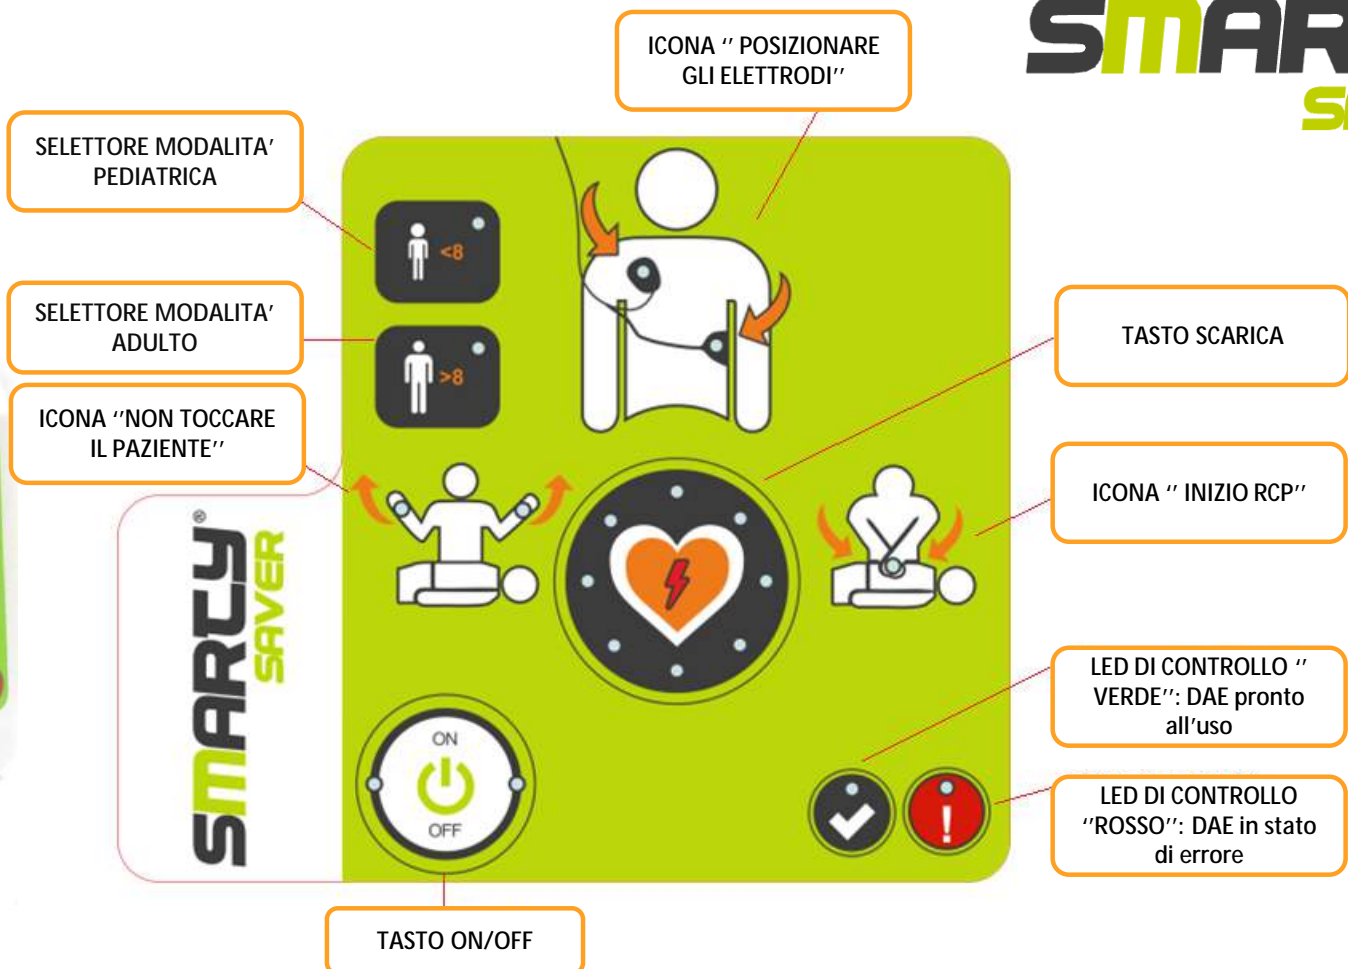 ICONA ‘’ POSIZIONARE
GLI ELETTRODI’’
SMAR
SELETTORE MODALITA’
PEDIATRICA
<8
SELETTORE MODALITA’
ADULTO
>8
TASTO SCARICA
ICONA ‘’NON TOCCARE
IL PAZIENTE’’
ICONA ‘’ INIZIO RCP’’
SMARTY®
SAVER
LED DI CONTROLLO ‘’
VERDE’’: DAE pronto
all’uso
ON
OFF
!
LED DI CONTROLLO
‘’ROSSO’’: DAE in stato
di errore
TASTO ON/OFF